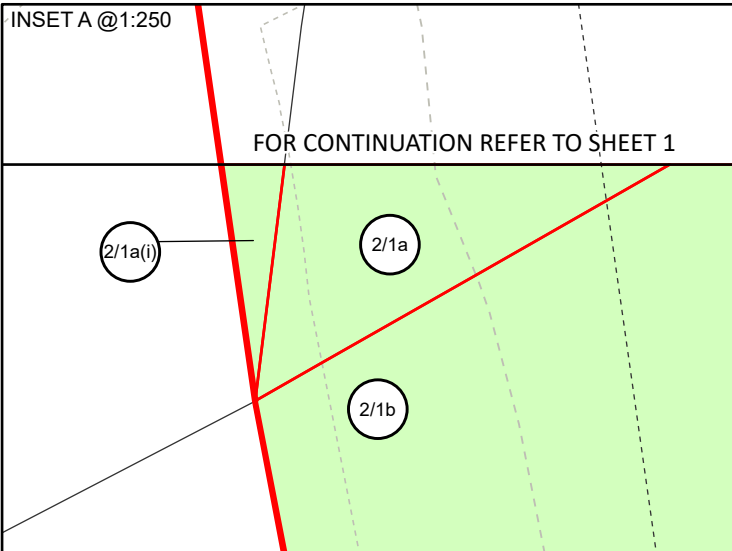 INSET A @1:250
FOR CONTINUATION REFER TO SHEET 1
2/1a(i)
2/1a
2/1b